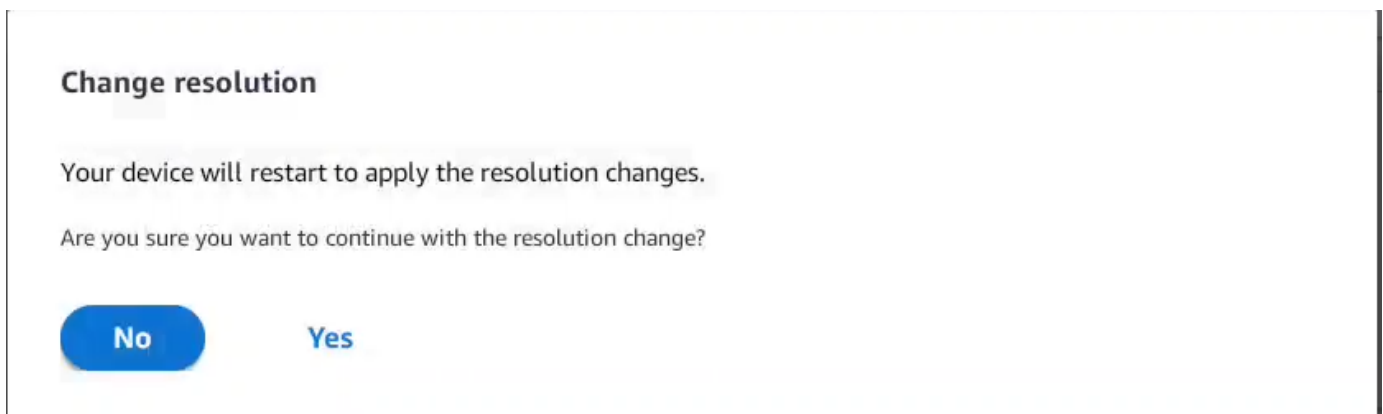 Change resolution
Your device will restart to apply the resolution changes.
Are you sure you want to continue with the resolution change?
No Yes